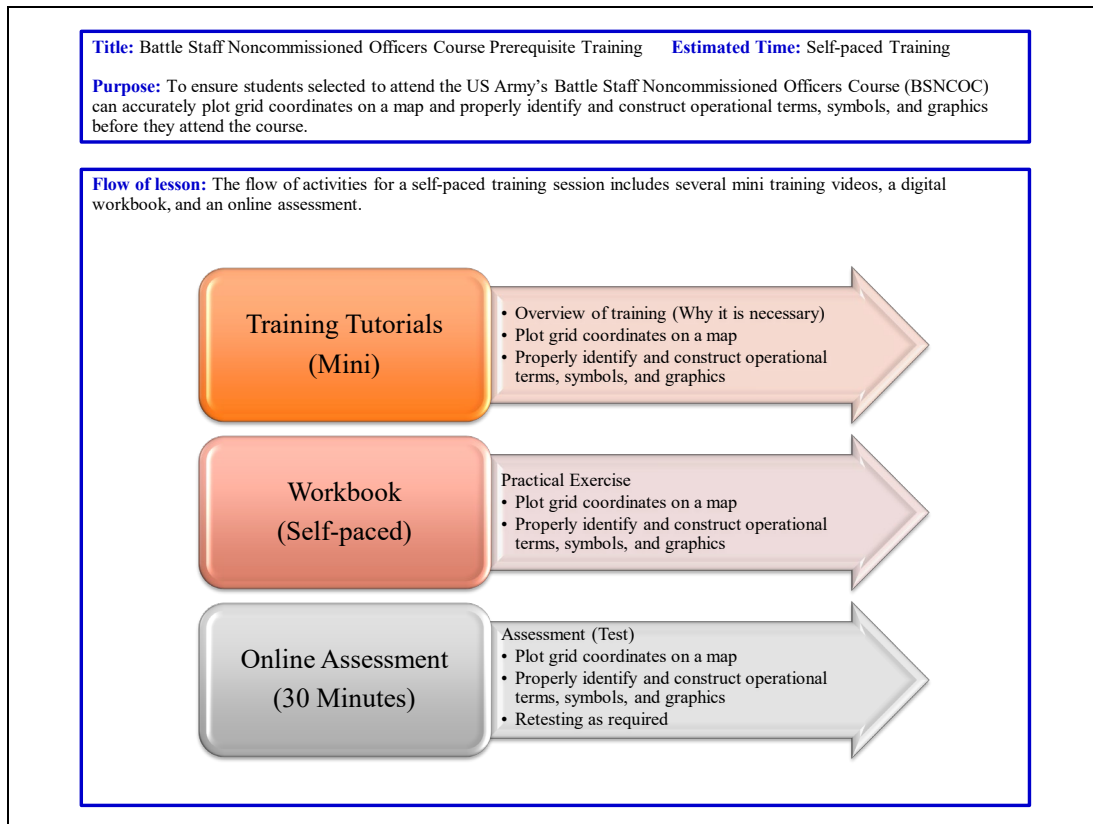 Title: Battle Staff Noncommissioned Officers Course Prerequisite Training Estimated Time: Self-paced Training
Purpose: To ensure students selected to attend the US Army’s Battle Staff Noncommissioned Officers Course (BSNCOC)
can accurately plot grid coordinates on a map and properly identify and construct operational terms, symbols, and graphics
before they attend the course.
Flow of lesson: The flow of activities for a self-paced training session includes several mini training videos, a digital
workbook, and an online assessment.
Training Tutorials
(Mini)
• Overview of training (Why it is necessary)
• Plot grid coordinates on a map
• Properly identify and construct operational
terms, symbols, and graphics
Workbook
(Self-paced)
Practical Exercise
• Plot grid coordinates on a map
• Properly identify and construct operational
terms, symbols, and graphics
Online Assessment
(30 Minutes)
Assessment (Test)
• Plot grid coordinates on a map
• Properly identify and construct operational
terms, symbols, and graphics
• Retesting as required